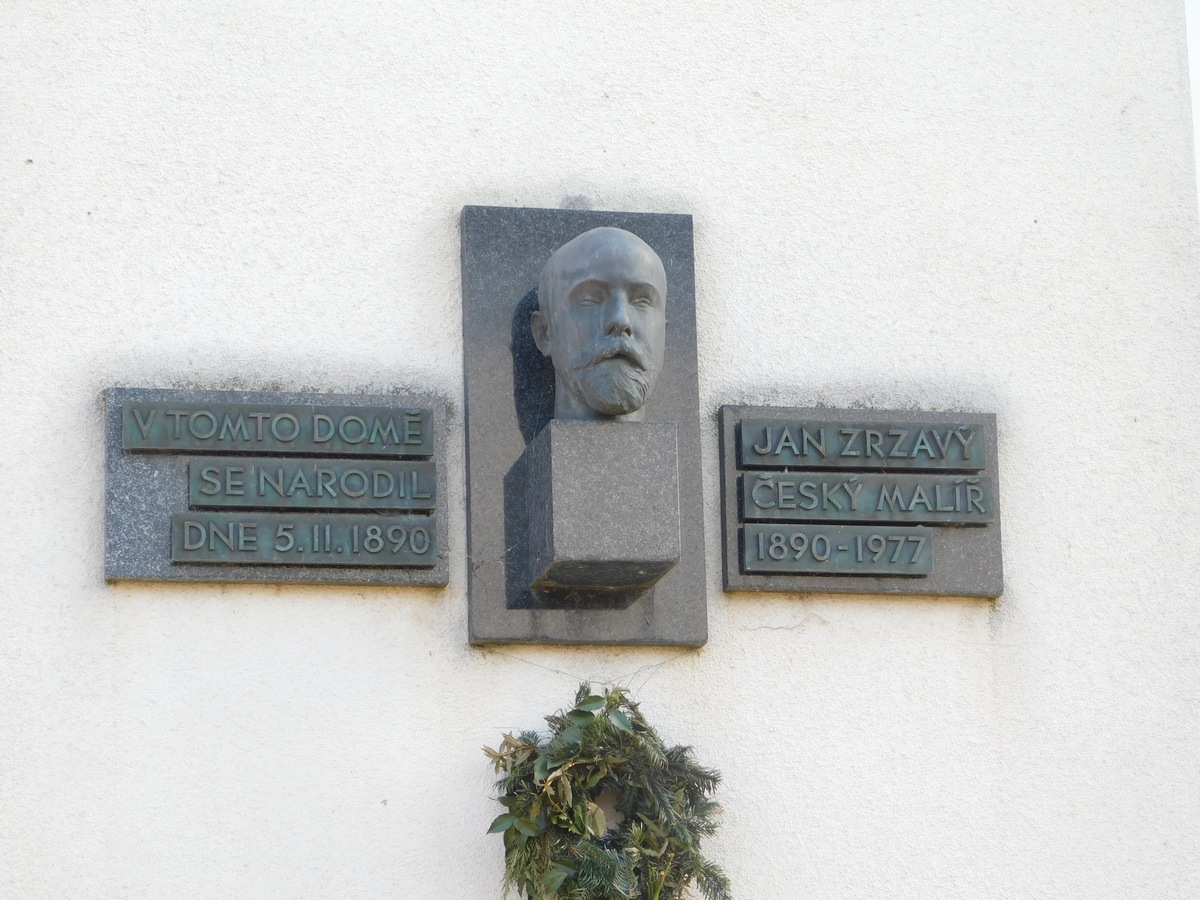 V TOMTO DOMĚ
SE NARODIL
DNE 5.11.1890
JAN ZRZAVÝ
ČESKÝ MALÍŘ
1890-1977